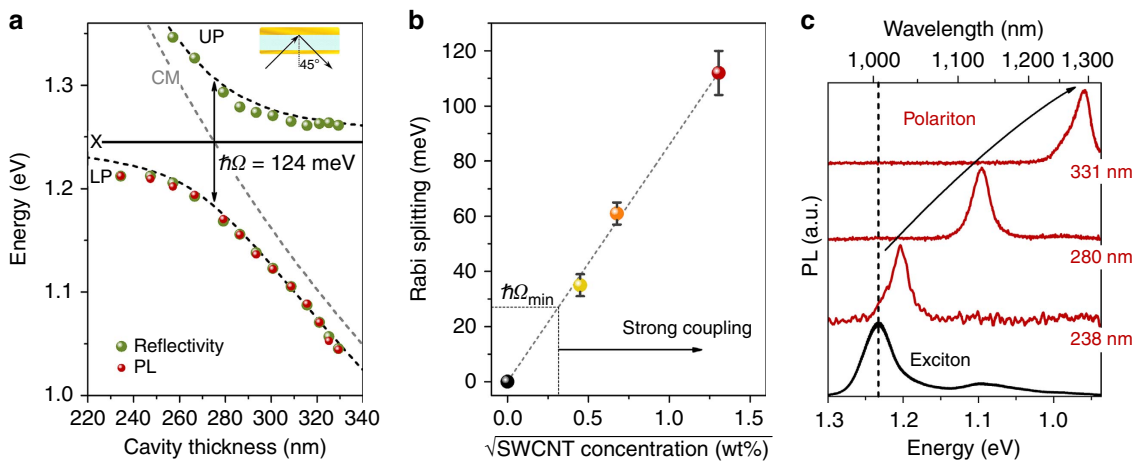 a
UP
CM
45°
X
ħΩ = 124 meV
LP
Reflectivity
PL
1.3
1.2
1.1
1.0
Energy (eV)
220 240 260 280 300 320 340
Cavity thickness (nm)
b
120
100
80
60
40
20
0
Rabi splitting (meV)
ħΩmin
Strong coupling
0.0 0.5 1.0 1.5
√SWCNT concentration (wt%)
c
Wavelength (nm)
1,000 1,100 1,200 1,300
Polariton
331 nm
280 nm
238 nm
Exciton
PL (a.u.)
1.3 1.2 1.1 1.0
Energy (eV)